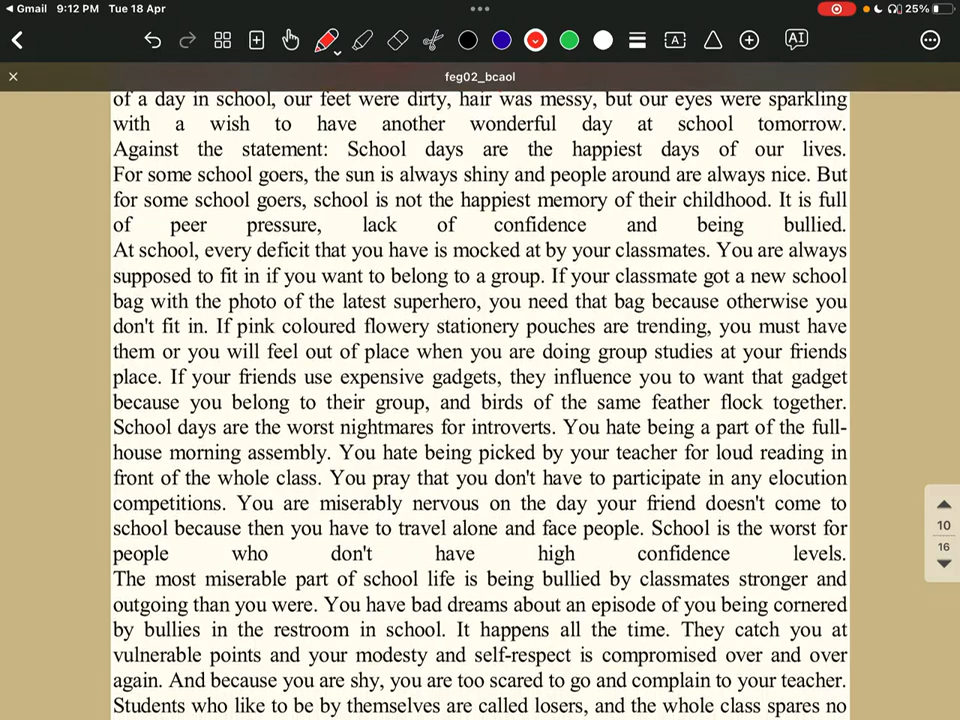 Gmail 9:12 PM Tue 18 Apr
25%
A
AI
feg02_bcaol
of a day in school, our feet were dirty, hair was messy, but our eyes were sparkling
with a wish to have another wonderful day at school tomorrow.
Against the statement: School days are the happiest days of our lives.
For some school goers, the sun is always shiny and people around are always nice. But
for some school goers, school is not the happiest memory of their childhood. It is full
of peer pressure, lack of confidence and being bullied.
At school, every deficit that you have is mocked at by your classmates. You are always
supposed to fit in if you want to belong to a group. If your classmate got a new school
bag with the photo of the latest superhero, you need that bag because otherwise you
don't fit in. If pink coloured flowery stationery pouches are trending, you must have
them or you will feel out of place when you are doing group studies at your friends
place. If your friends use expensive gadgets, they influence you to want that gadget
because you belong to their group, and birds of the same feather flock together.
School days are the worst nightmares for introverts. You hate being a part of the full-
house morning assembly. You hate being picked by your teacher for loud reading in
front of the whole class. You pray that you don't have to participate in any elocution
competitions. You are miserably nervous on the day your friend doesn't come to
school because then you have to travel alone and face people. School is the worst for
people who don't have high confidence levels.
The most miserable part of school life is being bullied by classmates stronger and
outgoing than you were. You have bad dreams about an episode of you being cornered
by bullies in the restroom in school. It happens all the time. They catch you at
vulnerable points and your modesty and self-respect is compromised over and over
again. And because you are shy, you are too scared to go and complain to your teacher.
Students who like to be by themselves are called losers, and the whole class spares no
10
16